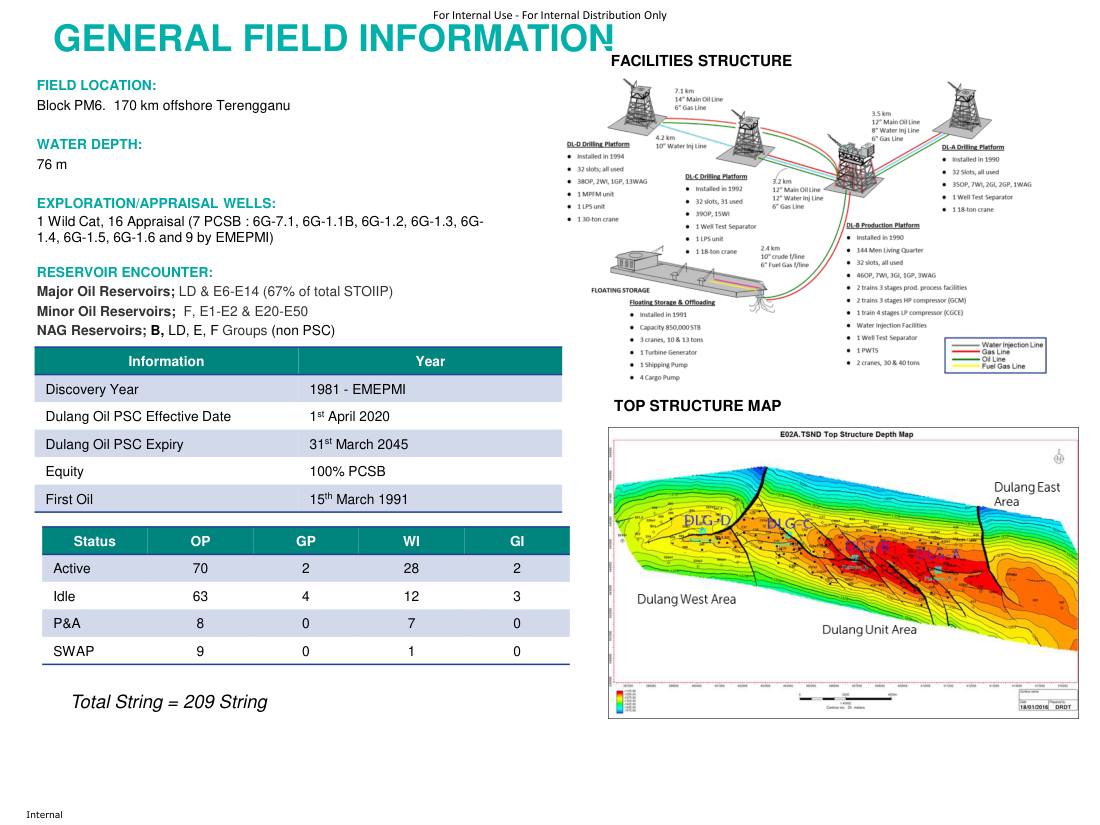 For Internal Use - For Internal Distribution Only
GENERAL FIELD INFORMATION
FIELD LOCATION:
Block PM6.  170 km offshore Terengganu
WATER DEPTH:
76 m
EXPLORATION/APPRAISAL WELLS:
1 Wild Cat, 16 Appraisal (7 PCSB : 6G-7.1, 6G-1.1B, 6G-1.2, 6G-1.3, 6G-
1.4, 6G-1.5, 6G-1.6 and 9 by EMEPMI)
RESERVOIR ENCOUNTER:
Major Oil Reservoirs; LD & E6-E14 (67% of total STOIIP)
Minor Oil Reservoirs;  F, E1-E2 & E20-E50
NAG Reservoirs; B, LD, E, F Groups (non PSC)
Information Year
Discovery Year 1981 - EMEPMI
Dulang Oil PSC Effective Date 1st April 2020
Dulang Oil PSC Expiry 31st March 2045
Equity 100% PCSB
First Oil 15th March 1991
Status OP GP WI GI
Active 70 2 28 2
Idle 63 4 12 3
P&A 8 0 7 0
SWAP 9 0 1 0
Total String = 209 String
FACILITIES STRUCTURE
7.1 km
14" Main Oil Line
6" Gas Line
4.2 km
10" Water Inj Line
3.5 km
12" Main Oil Line
8" Water Inj Line
6" Gas Line
DL-D Drilling Platform
Installed in 1994
32 slots; all used
38OP, 2WI, 1GP, 13WAG
1 MPFM unit
1 LPS unit
1 30-ton crane
DL-C Drilling Platform
Installed in 1992
32 slots, 31 used
39OP, 15WI
1 Well Test Separator
1 LPS unit
1 18-ton crane
3.2 km
12" Main Oil Line
12" Water Inj Line
6" Gas Line
DL-A Drilling Platform
Installed in 1990
32 Slots, all used
35OP, 7WI, 2GI, 2GP, 1WAG
1 Well Test Separator
1 18-ton crane
DL-B Production Platform
Installed in 1990
144 Men Living Quarter
32 slots, all used
46OP, 7WI, 3GI, 1GP, 3WAG
2 trains 3 stages prod. process facilities
2 trains 3 stages HP compressor (GCM)
1 train 4 stages LP compressor (CGCE)
Water Injection Facilities
1 Well Test Separator
1 PWTS
2 cranes, 30 & 40 tons
2.4 km
10" crude f/line
6" Fuel Gas f/line
FLOATING STORAGE
Floating Storage & Offloading
Installed in 1991
Capacity 850,000STB
3 cranes, 10 & 13 tons
1 Turbine Generator
1 Shipping Pump
4 Cargo Pump
Water Injection Line
Gas Line
Oil Line
Fuel Gas Line
TOP STRUCTURE MAP
E02A.TSND Top Structure Depth Map
Dulang East
Area
DLG-D
DLG-C
Dulang West Area
Dulang Unit Area
18/01/2016 DRDT
Internal